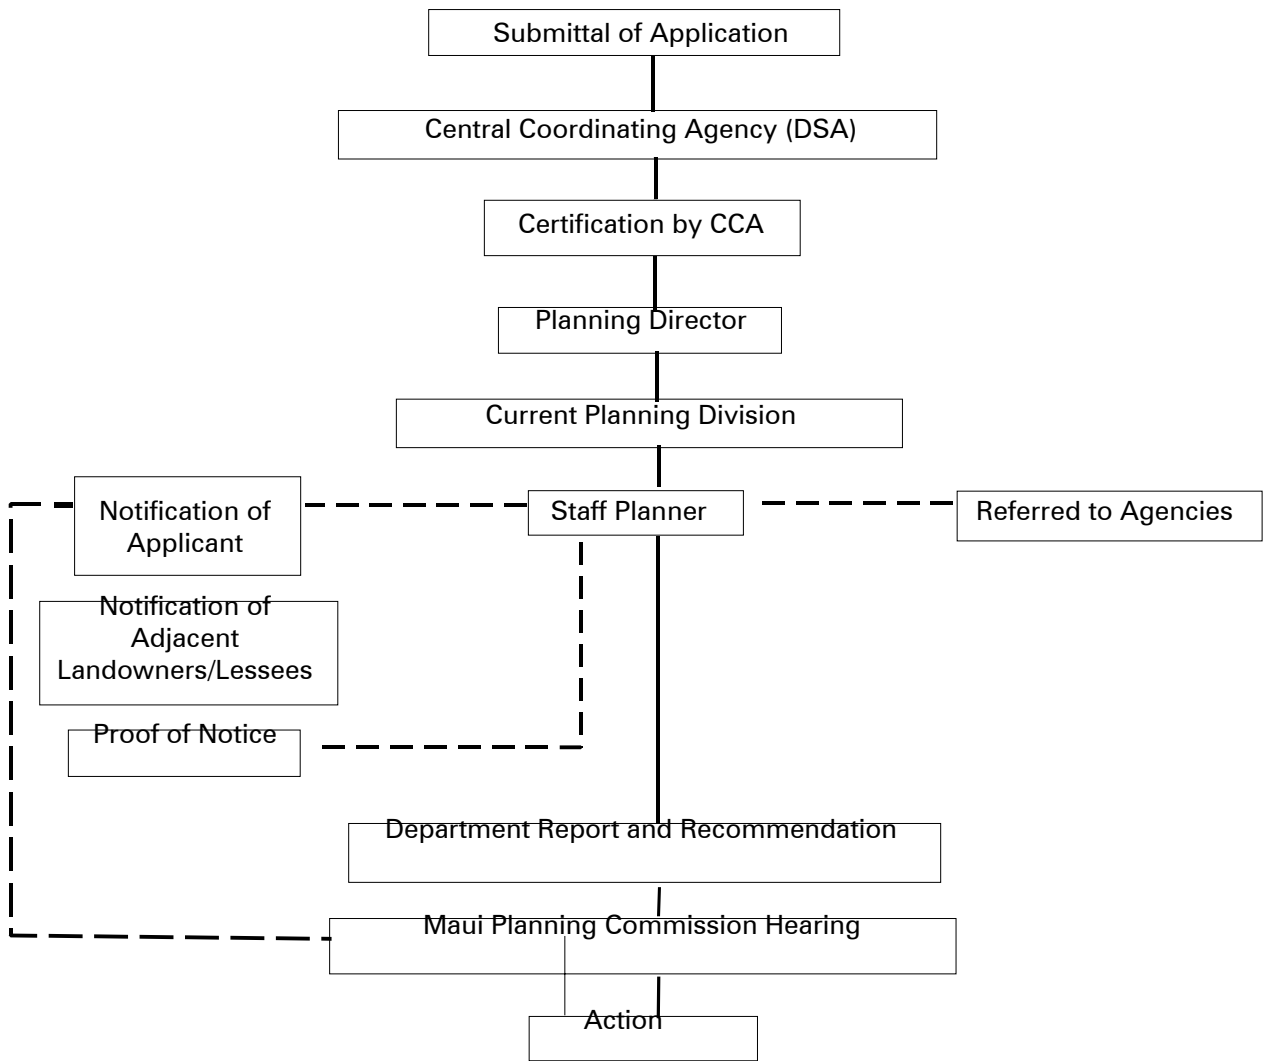 Submittal of Application
Central Coordinating Agency (DSA)
Certification by CCA
Planning Director
Current Planning Division
Notification of
Applicant
Staff Planner
Referred to Agencies
Notification of
Adjacent
Landowners/Lessees
Proof of Notice
Department Report and Recommendation
Maui Planning Commission Hearing
Action